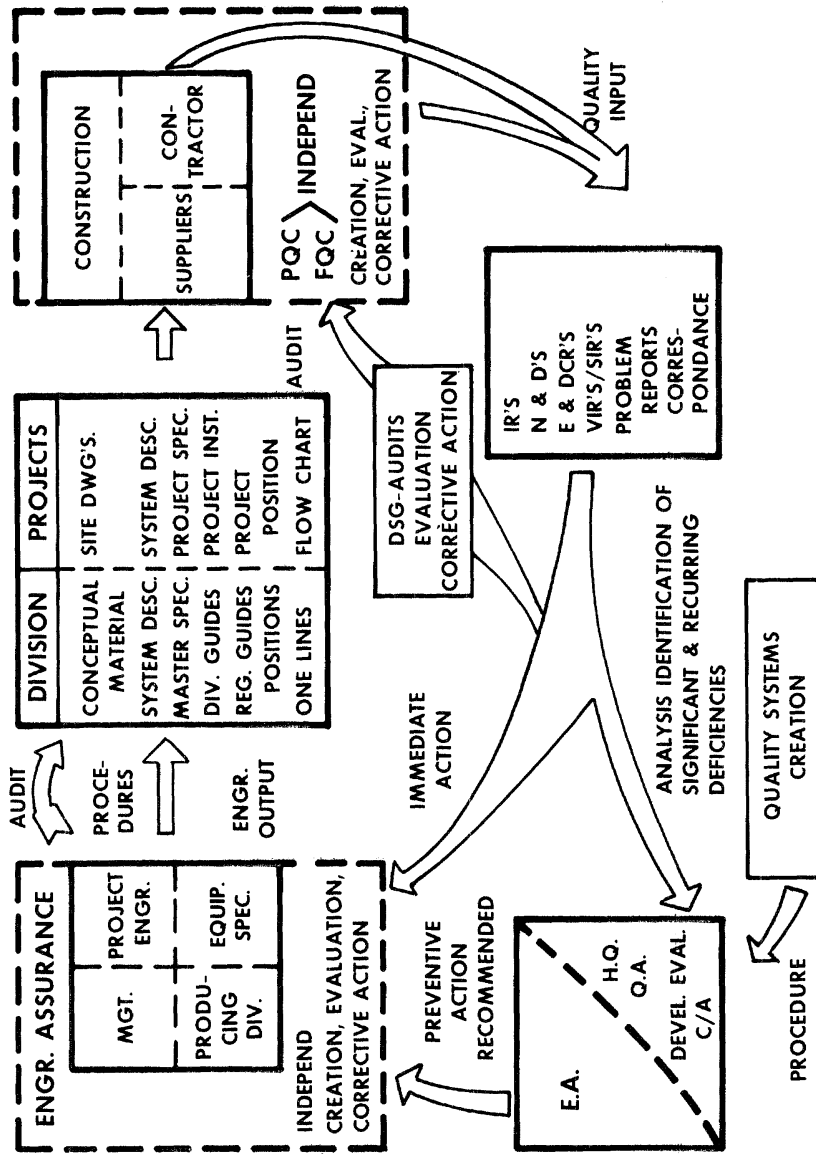 ENGR. ASSURANCE
MGT.
PROJECT
ENGR.
PRODU-
CING
DIV.
EQUIP.
SPEC.
INDEPEND
CREATION, EVALUATION,
CORRECTIVE ACTION
AUDIT
PROCE-
DURES
ENGR.
OUTPUT
DIVISION
PROJECTS
CONCEPTUAL
MATERIAL
SYSTEM DESC.
MASTER SPEC.
DIV. GUIDES
REG. GUIDES
POSITIONS
ONE LINES
SITE DWG'S.
SYSTEM DESC.
PROJECT SPEC.
PROJECT INST.
PROJECT
POSITION
FLOW CHART
AUDIT
CONSTRUCTION
SUPPLIERS
CON-
TRACTOR
PQC
FQC
> INDEPEND
CREATION, EVAL.,
CORRECTIVE ACTION
QUALITY
INPUT
PREVENTIVE
ACTION
RECOMMENDED
IMMEDIATE
ACTION
DSG-AUDITS
EVALUATION
CORRECTIVE ACTION
IR'S
N & D'S
E & DCR'S
VIR'S/SIR'S
PROBLEM
REPORTS
CORRES-
PONDANCE
E.A.
H.Q.
Q.A.
DEVEL. EVAL.
C/A
ANALYSIS IDENTIFICATION OF
SIGNIFICANT & RECURRING
DEFICIENCIES
PROCEDURE
QUALITY SYSTEMS
CREATION